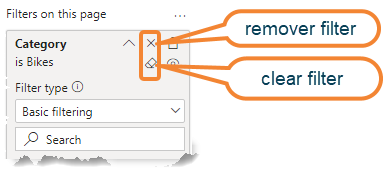 Filters on this page ...
remover filter
Category
is Bikes
clear filter
Filter type
Basic filtering
Search